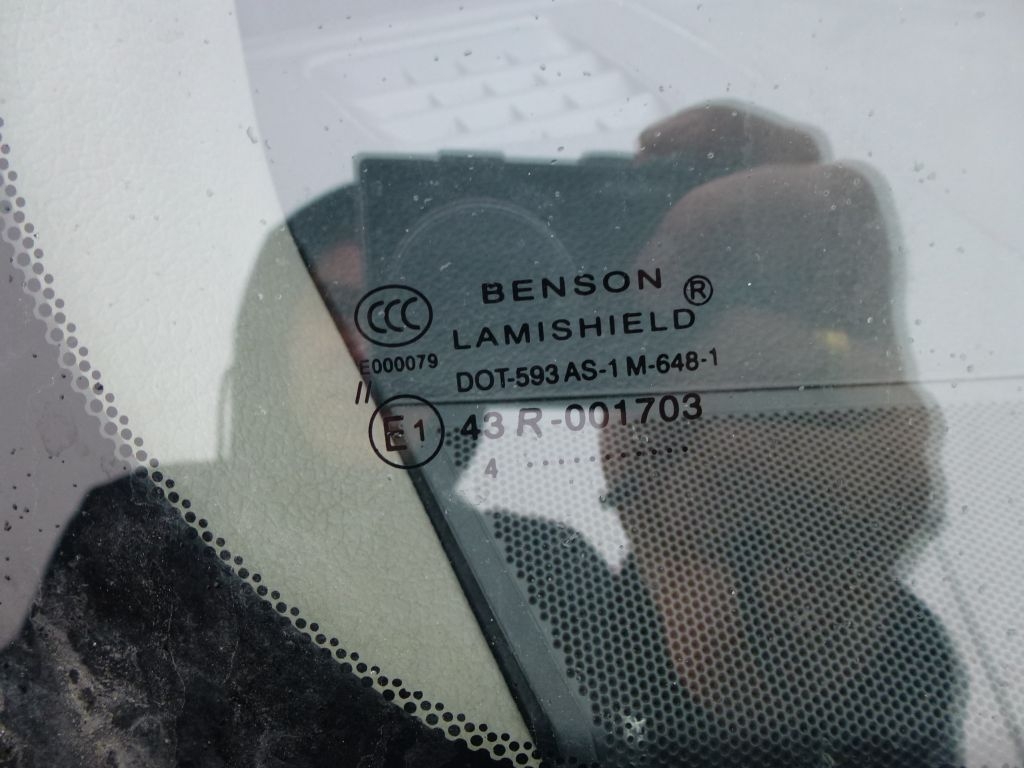 BENSON ®
LAMISHIELD
CCC
E000079
DOT-593 AS-1 M-648-1
//
E1 43 R-001703
4 ............